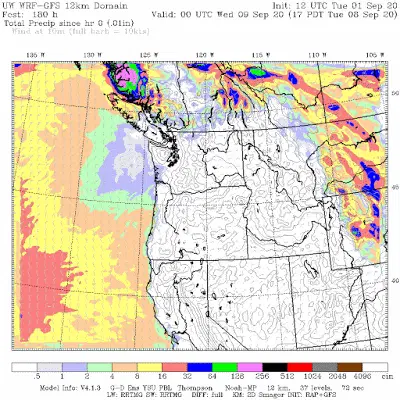 UW WRF-GFS 12km Domain Init: 12 UTC Tue 01 Sep 20
Fcst: 180 h Valid: 00 UTC Wed 09 Sep 20 (17 PDT Tue 08 Sep 20)
Total Precip since hr 0 (.01in)
Wind at 10m (full barb = 10kts)
135 W 130 W 125 W 120 W 115 W 110 W 105 W
.5 1 2 4 8 16 32 64 128 256 512 1024 2048 4096 cin
Model Info: V4.1.3 G-D Ens YSU PBL Thompson Noah-MP 12 km, 37 levels, 72 sec
LW: RRTMG SW: RRTMG DIFF: full KM: 2D Smagor INIT: RAP+GFS